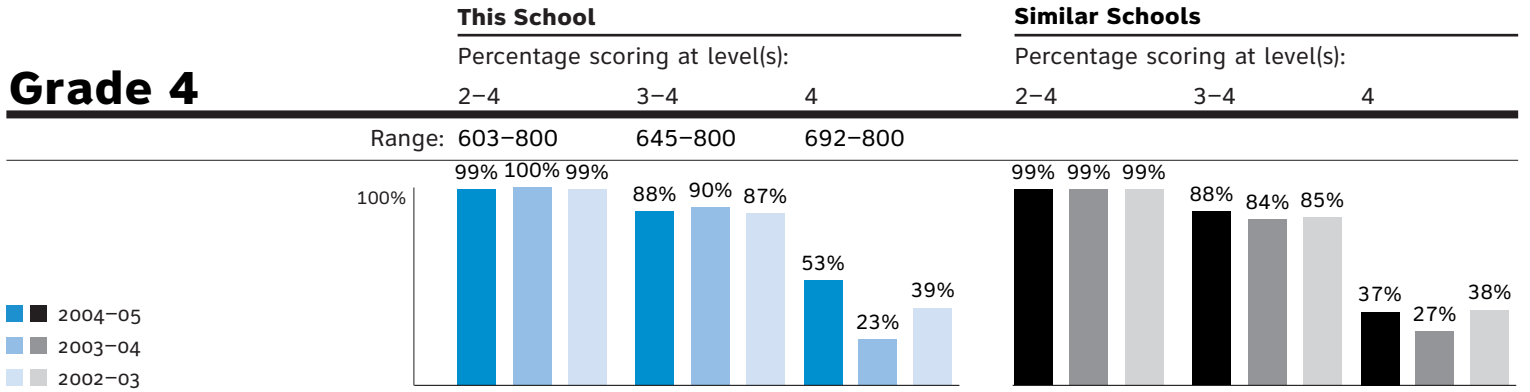 This School Similar Schools
Percentage scoring at level(s): Percentage scoring at level(s):
Grade 4 2–4 3–4 4 2–4 3–4 4
Range: 603–800 645–800 692–800
99% 100% 99% 88% 90% 87% 53% 23% 39% 99% 99% 99% 88% 84% 85% 37% 27% 38%
100%
2004–05
2003–04
2002–03